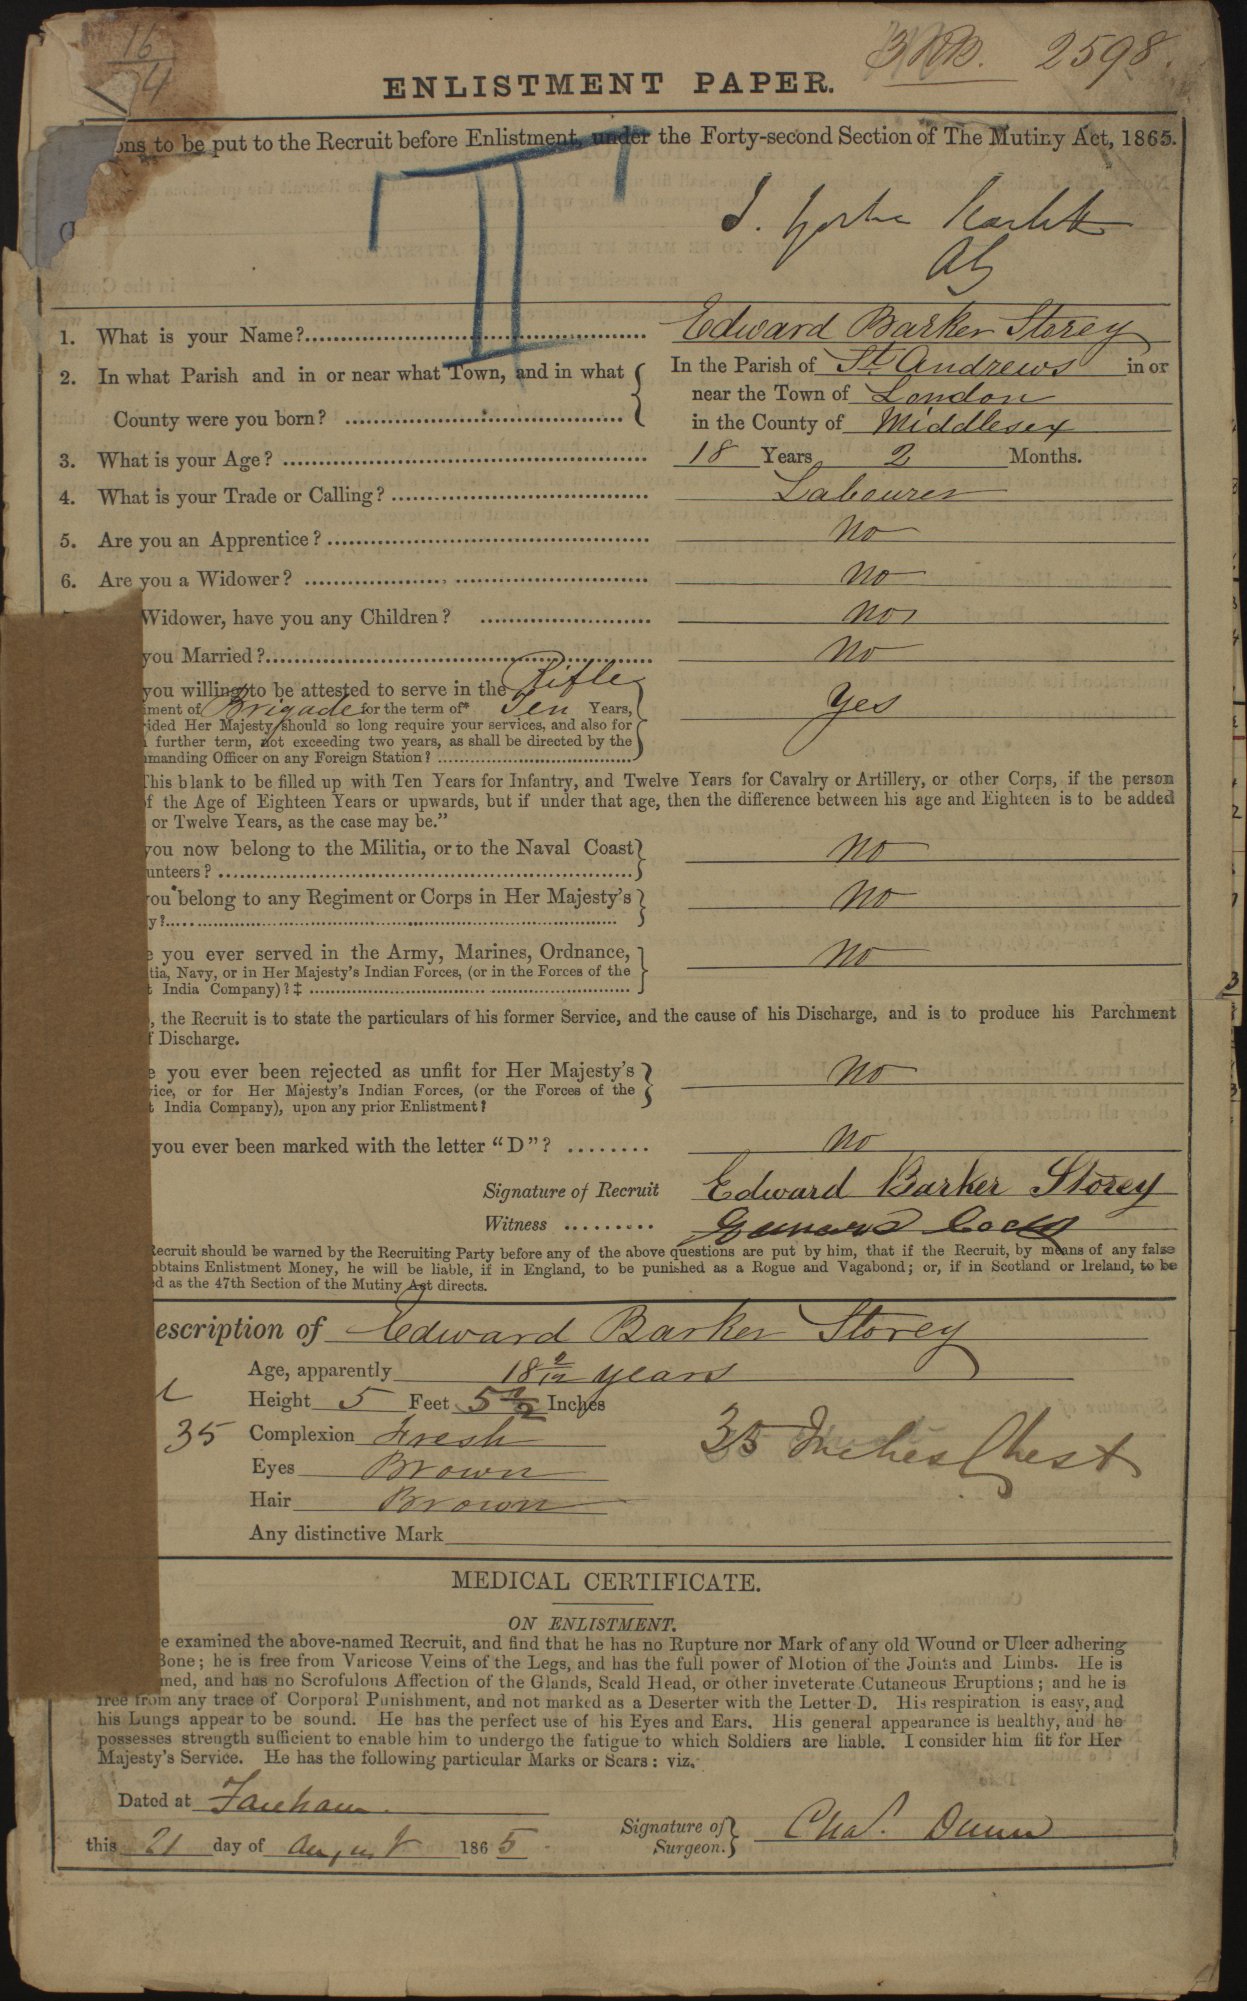 16
4
2598.
ENLISTMENT PAPER.
ons to be put to the Recruit before Enlistment, under the Forty-second Section of The Mutiny Act, 1865.
1. What is your Name? Edward Barker Storey
2. In what Parish and in or near what Town, and in what County were you born? In the Parish of St. Andrews in or
near the Town of London
in the County of Middlesex
3. What is your Age? 18 Years 2 Months.
4. What is your Trade or Calling? Labourer
5. Are you an Apprentice? No
6. Are you a Widower? No
Widower, have you any Children? No
you Married? No
you willing to be attested to serve in the Rifle
ment of Brigade for the term of* Ten Years,
ided Her Majesty should so long require your services, and also for Yes
further term, not exceeding two years, as shall be directed by the
manding Officer on any Foreign Station?
This blank to be filled up with Ten Years for Infantry, and Twelve Years for Cavalry or Artillery, or other Corps, if the person
f the Age of Eighteen Years or upwards, but if under that age, then the difference between his age and Eighteen is to be added
or Twelve Years, as the case may be."
you now belong to the Militia, or to the Naval Coast No
unteers?
you belong to any Regiment or Corps in Her Majesty's No
y?
e you ever served in the Army, Marines, Ordnance, No
tia, Navy, or in Her Majesty's Indian Forces, (or in the Forces of the
t India Company)?‡
, the Recruit is to state the particulars of his former Service, and the cause of his Discharge, and is to produce his Parchment
f Discharge.
e you ever been rejected as unfit for Her Majesty's No
vice, or for Her Majesty's Indian Forces, (or the Forces of the
t India Company), upon any prior Enlistment?
you ever been marked with the letter "D"? No
Signature of Recruit Edward Barker Storey
Witness
Recruit should be warned by the Recruiting Party before any of the above questions are put by him, that if the Recruit, by means of any false
obtains Enlistment Money, he will be liable, if in England, to be punished as a Rogue and Vagabond; or, if in Scotland or Ireland, to be
d as the 47th Section of the Mutiny Act directs.
escription of Edward Barker Storey
Age, apparently 18 2/12 years
Height 5 Feet 5 1/2 Inches
35 Complexion Fresh 35 Inches Chest
Eyes Brown
Hair Brown
Any distinctive Mark
MEDICAL CERTIFICATE.
ON ENLISTMENT.
e examined the above-named Recruit, and find that he has no Rupture nor Mark of any old Wound or Ulcer adhering
Bone; he is free from Varicose Veins of the Legs, and has the full power of Motion of the Joints and Limbs. He is
med, and has no Scrofulous Affection of the Glands, Scald Head, or other inveterate Cutaneous Eruptions; and he is
free from any trace of Corporal Punishment, and not marked as a Deserter with the Letter D. His respiration is easy, and
his Lungs appear to be sound. He has the perfect use of his Eyes and Ears. His general appearance is healthy, and he
possesses strength sufficient to enable him to undergo the fatigue to which Soldiers are liable. I consider him fit for Her
Majesty's Service. He has the following particular Marks or Scars: viz.
Dated at Fareham
this 21 day of August 1865 Signature of Surgeon. Chas. Dunn